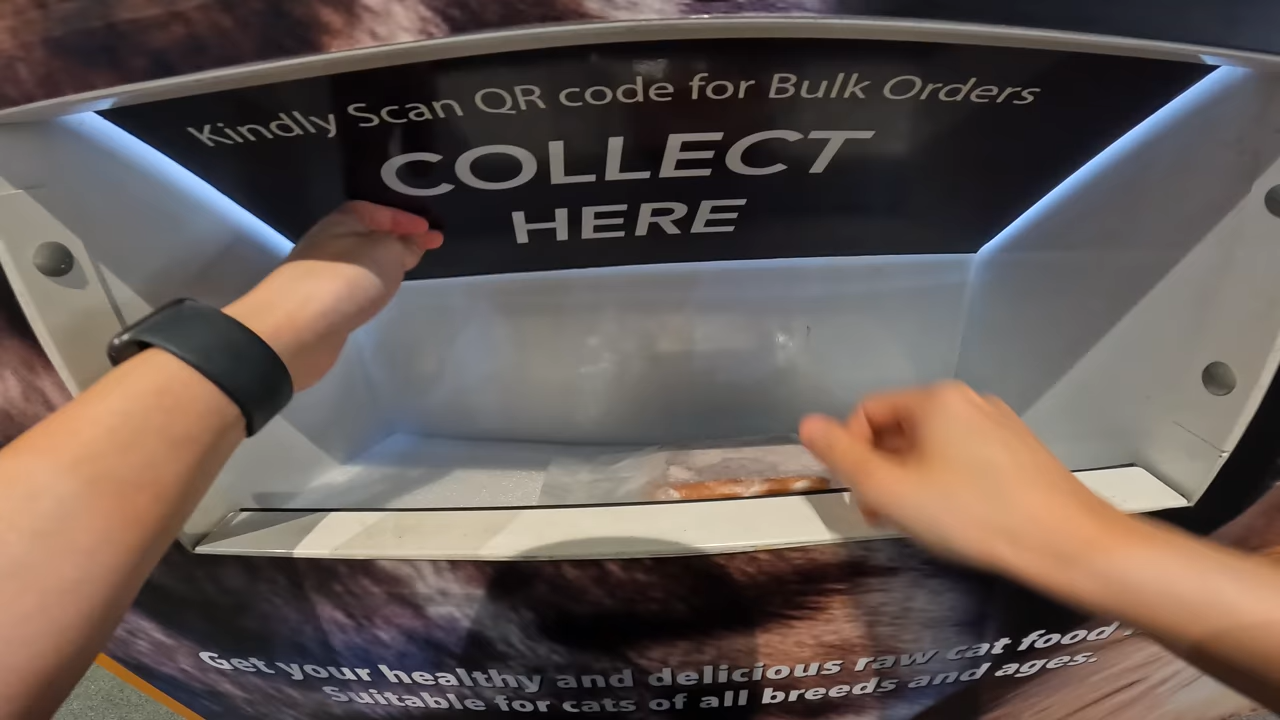 Kindly Scan QR code for Bulk Orders
COLLECT
HERE
Get your healthy and delicious raw cat food
Suitable for cats of all breeds and ages.